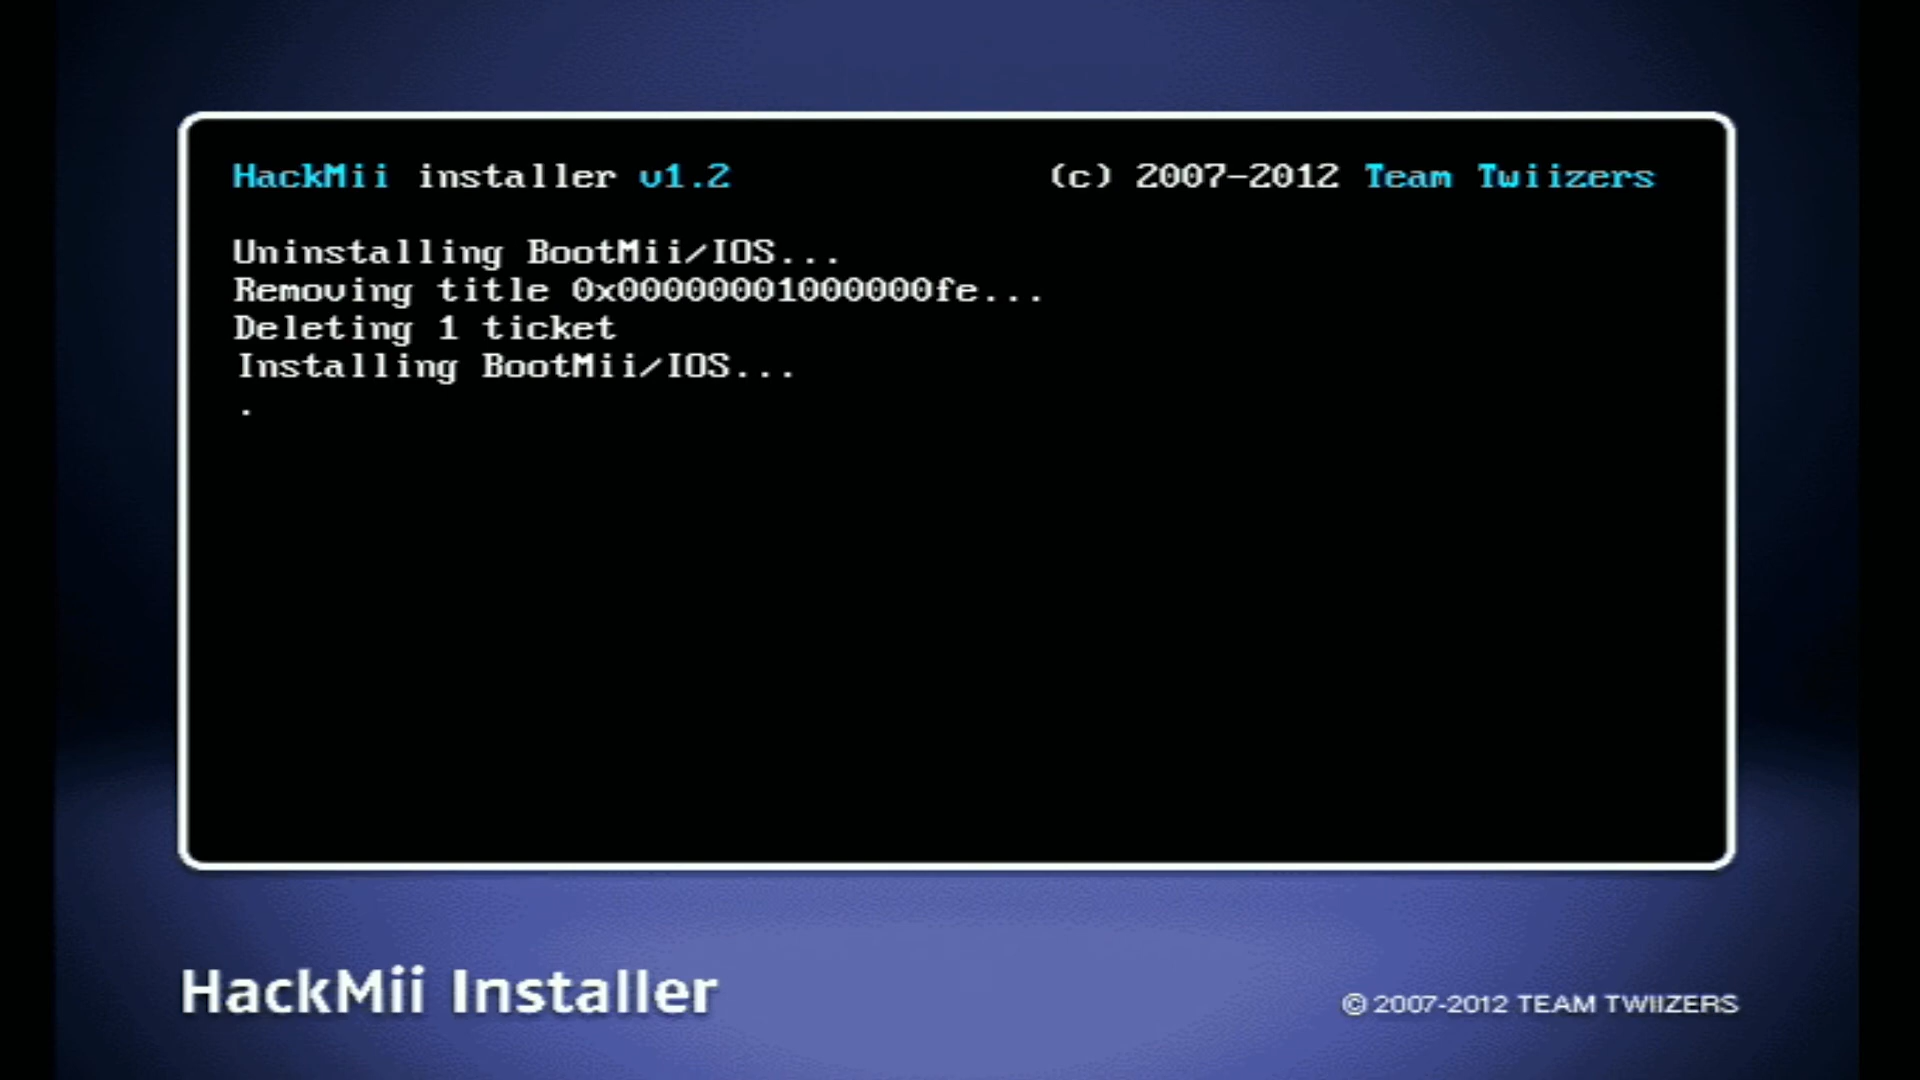 HackMii installer v1.2 (c) 2007-2012 Team Twiizers
Uninstalling BootMii/IOS...
Removing title 0x00000001000000fe...
Deleting 1 ticket
Installing BootMii/IOS...
.
HackMii Installer
© 2007-2012 TEAM TWIIZERS